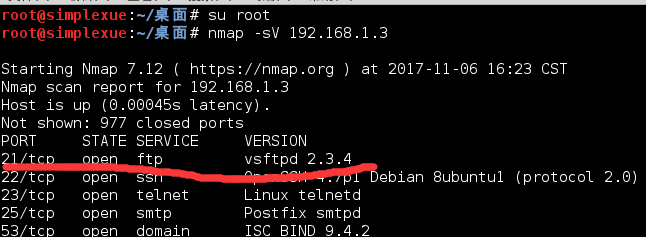 root@simplexue:~/桌面# su root
root@simplexue:~/桌面# nmap -sV 192.168.1.3
Starting Nmap 7.12 ( https://nmap.org ) at 2017-11-06 16:23 CST
Nmap scan report for 192.168.1.3
Host is up (0.00045s latency).
Not shown: 977 closed ports
PORT STATE SERVICE VERSION
21/tcp open ftp vsftpd 2.3.4
22/tcp open ssh OpenSSH 4.7p1 Debian 8ubuntu1 (protocol 2.0)
23/tcp open telnet Linux telnetd
25/tcp open smtp Postfix smtpd
53/tcp open domain ISC BIND 9.4.2